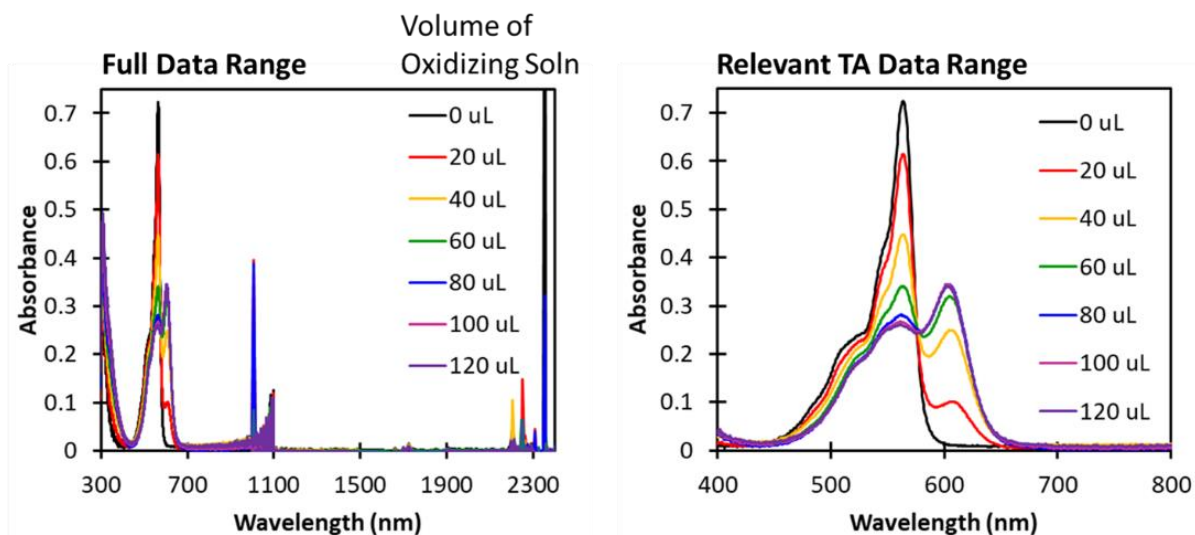 Volume of
Oxidizing Soln
Full Data Range
0 uL
20 uL
40 uL
60 uL
80 uL
100 uL
120 uL
0.7
0.6
0.5
0.4
0.3
0.2
0.1
0
Absorbance
300 700 1100 1500 1900 2300
Wavelength (nm)
Relevant TA Data Range
0 uL
20 uL
40 uL
60 uL
80 uL
100 uL
120 uL
0.7
0.6
0.5
0.4
0.3
0.2
0.1
0
Absorbance
400 500 600 700 800
Wavelength (nm)